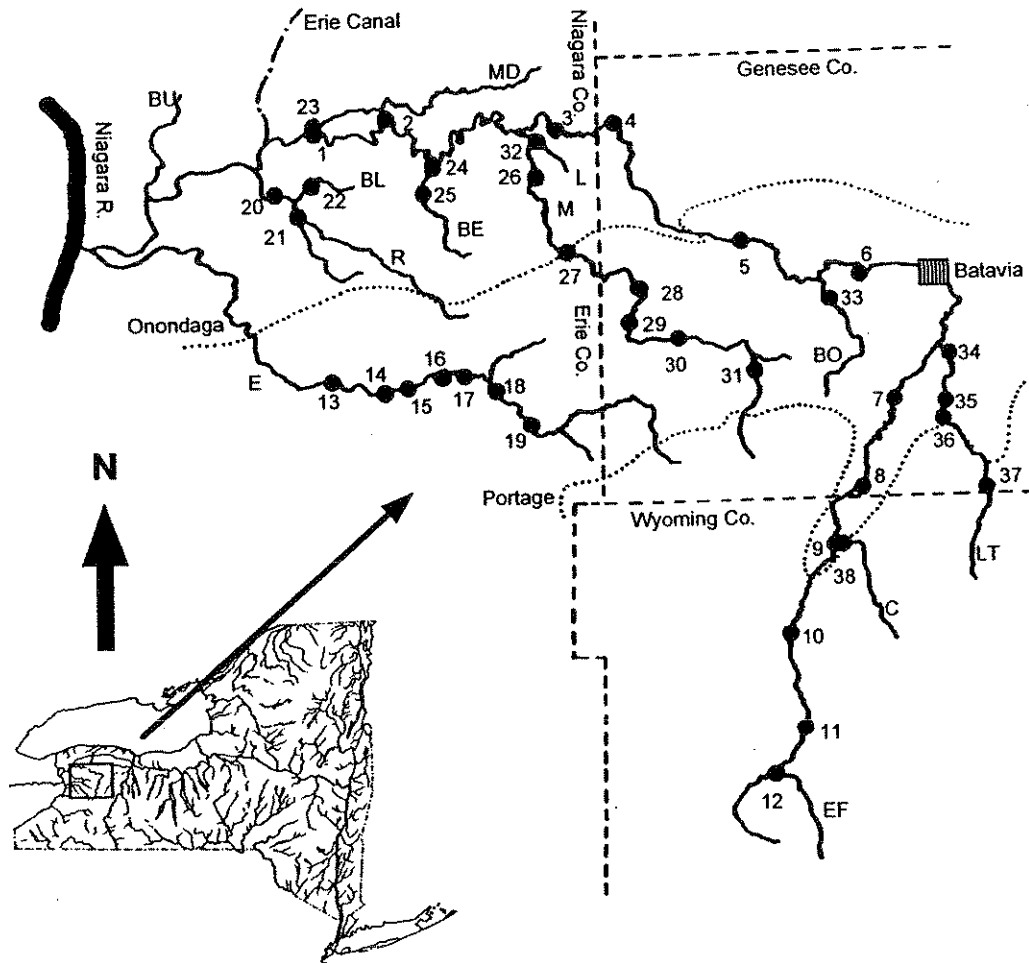 Erie Canal
Niagara Co.
Genesee Co.
MD
BU
Niagara R.
23
2
3
4
1
32
24
BL
L
20
22
26
25
M
21
BE
R
5
6
27
Batavia
28
33
Onondaga
29
Erie Co.
30
BO
34
E
16
31
14
18
7
35
13
15
17
36
19
N
8
37
Portage
Wyoming Co.
9
38
LT
C
10
11
12
EF